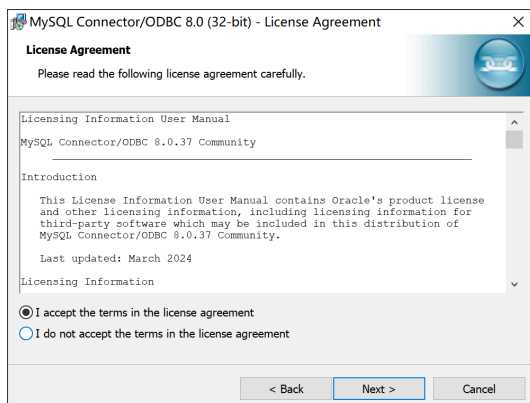 MySQL Connector/ODBC 8.0 (32-bit) - License Agreement
License Agreement
Please read the following license agreement carefully.
Licensing Information User Manual
MySQL Connector/ODBC 8.0.37 Community
Introduction
This License Information User Manual contains Oracle's product license
and other licensing information, including licensing information for
third-party software which may be included in this distribution of
MySQL Connector/ODBC 8.0.37 Community.
Last updated: March 2024
Licensing Information
I accept the terms in the license agreement
I do not accept the terms in the license agreement
< Back Next > Cancel